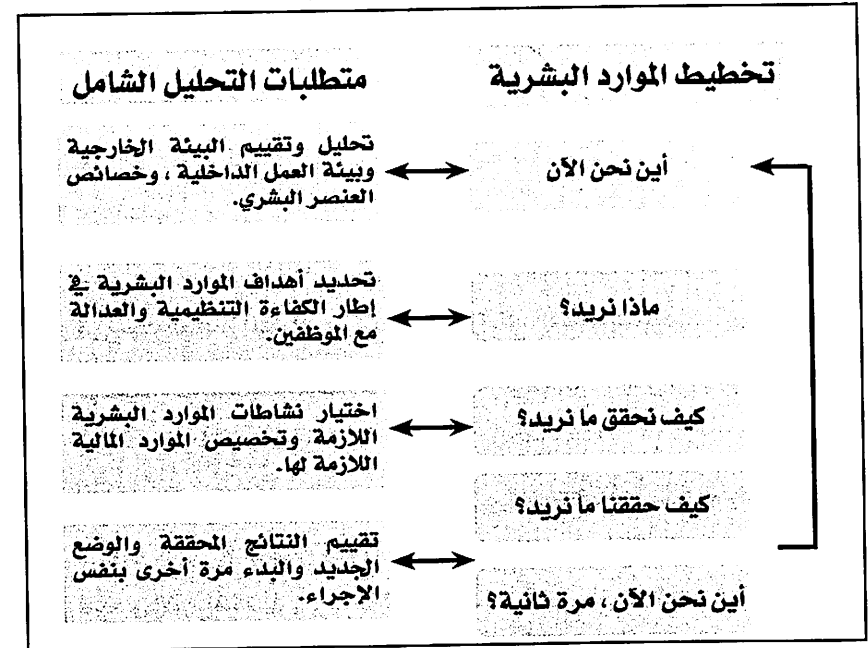 تخطيط الموارد البشرية
متطلبات التحليل الشامل
أين نحن الآن
تحليل وتقييم البيئة الخارجية
وبيئة العمل الداخلية ، وخصائص
العنصر البشري.
ماذا نريد؟
تحديد أهداف الموارد البشرية في
إطار الكفاءة التنظيمية والعدالة
مع الموظفين.
كيف نحقق ما نريد؟
اختيار نشاطات الموارد البشرية
اللازمة وتخصيص الموارد المالية
اللازمة لها.
كيف حققنا ما نريد؟
أين نحن الآن ، مرة ثانية؟
تقييم النتائج المحققة والوضع
الجديد والبدء مرة أخرى بنفس
الإجراء.